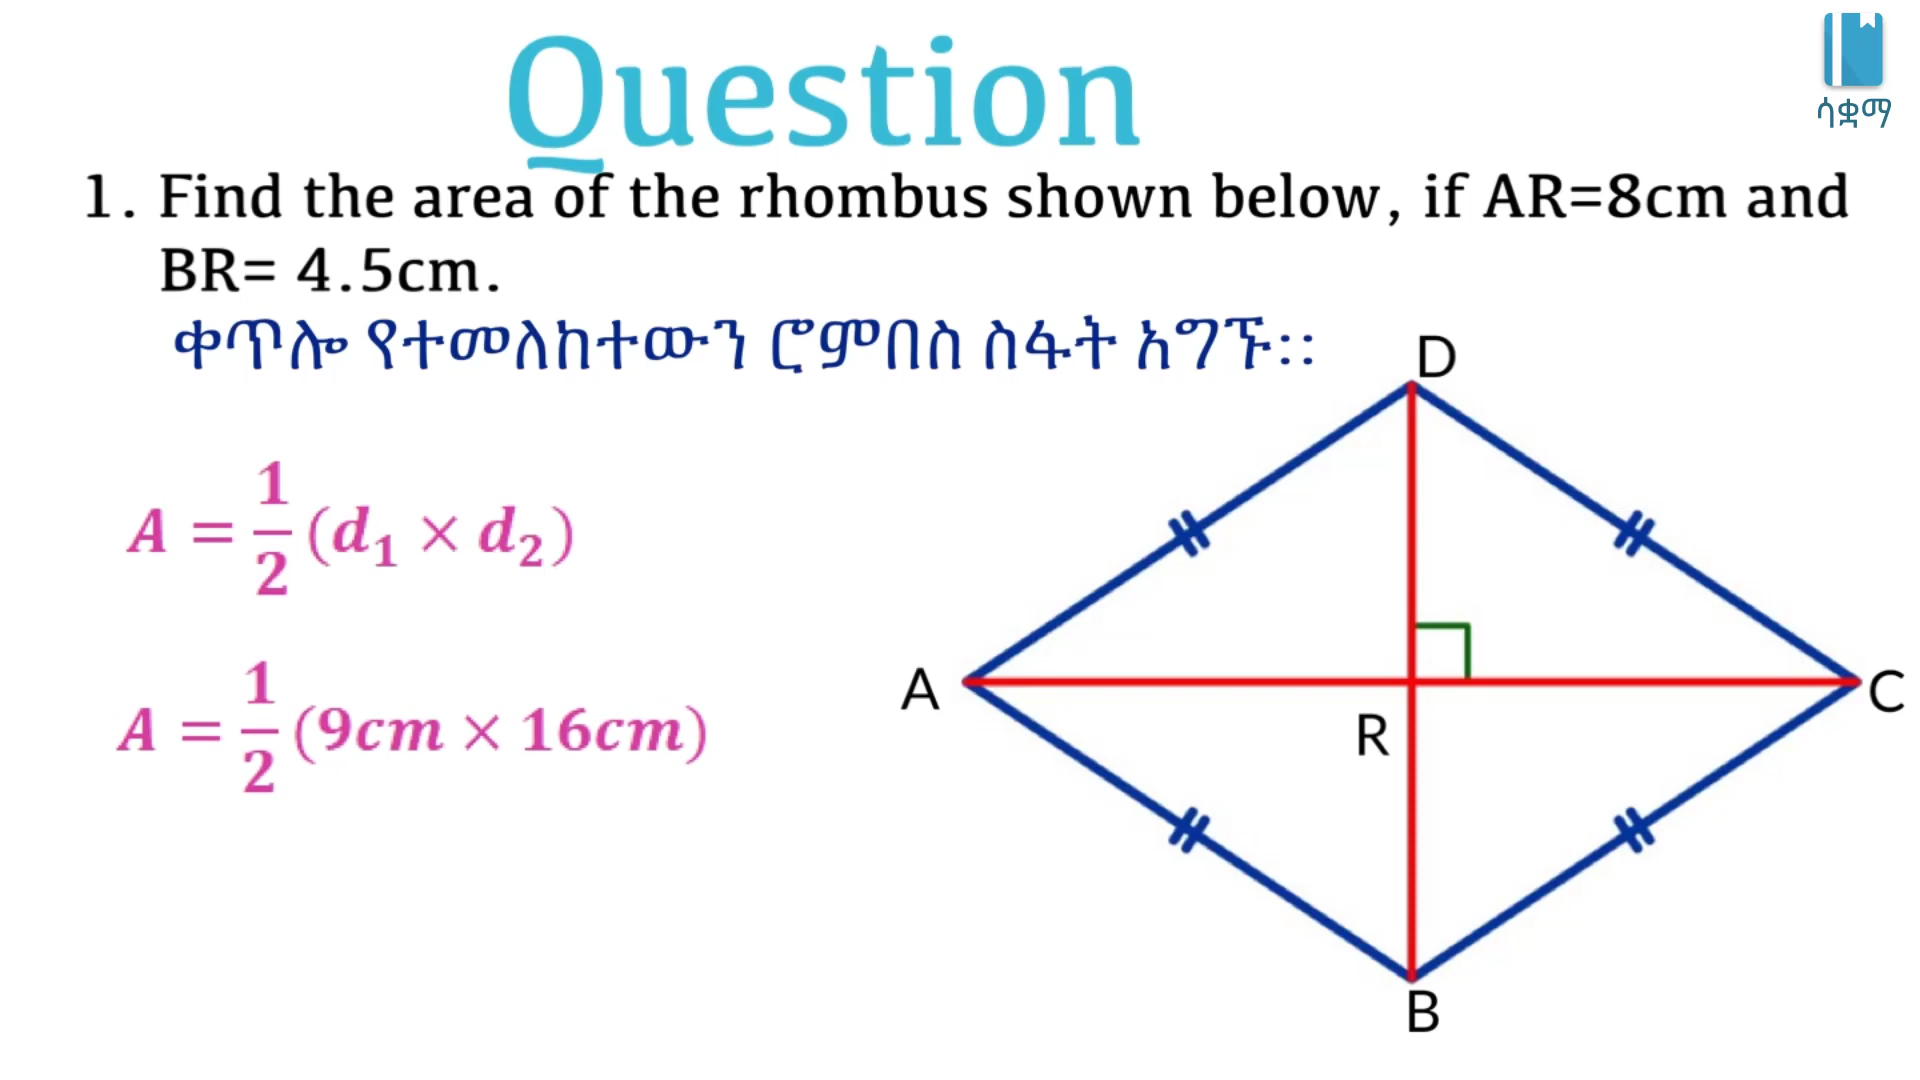 Question
ሳቋማ
1. Find the area of the rhombus shown below, if AR=8cm and
BR= 4.5cm.
ቀጥሎ የተመለከተውን ሮምበስ ስፋት አግኙ፡፡
D
A = 1/2 (d₁ × d₂)
A
C
R
A = 1/2 (9cm × 16cm)
B